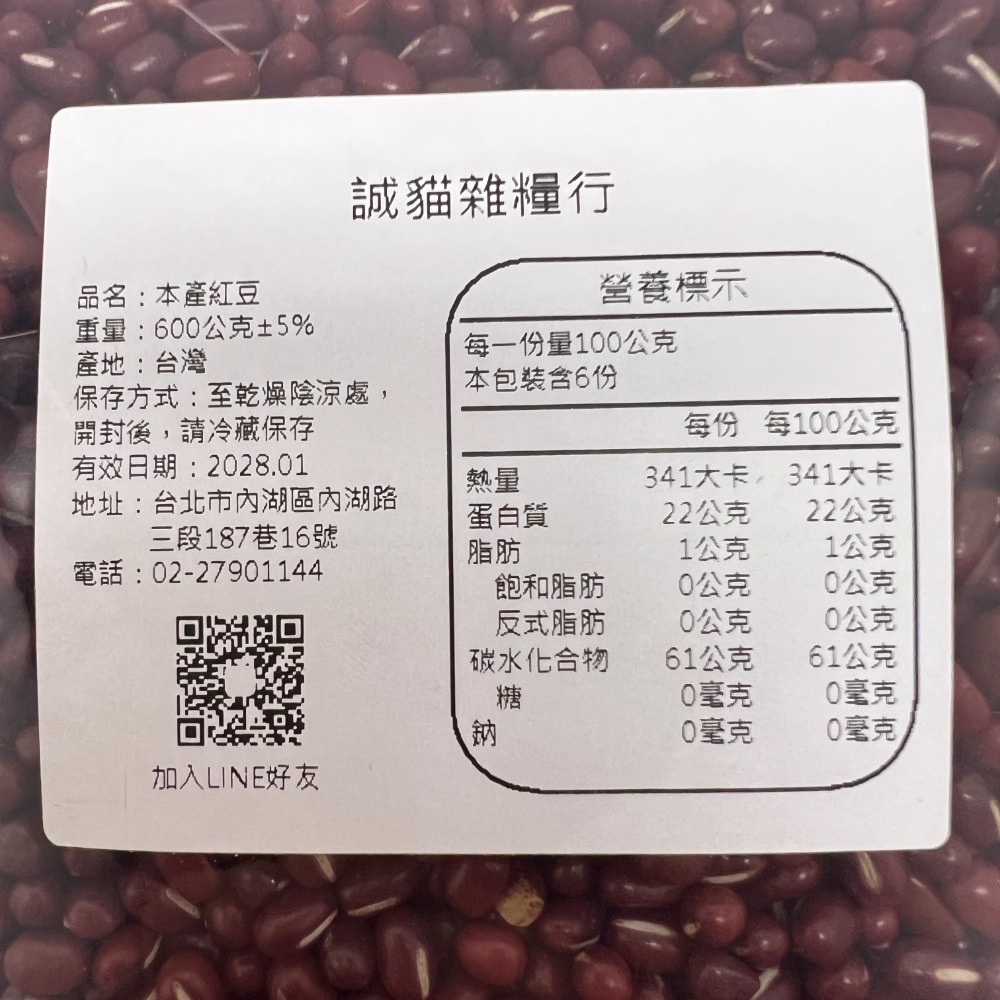 誠貓雜糧行
品名：本產紅豆
重量：600公克±5%
產地：台灣
保存方式：至乾燥陰涼處，
開封後，請冷藏保存
有效日期：2028.01
地址：台北市內湖區內湖路
三段187巷16號
電話：02-27901144
加入LINE好友
營養標示
每一份量100公克
本包裝含6份
每份 每100公克
熱量 341大卡 341大卡
蛋白質 22公克 22公克
脂肪 1公克 1公克
飽和脂肪 0公克 0公克
反式脂肪 0公克 0公克
碳水化合物 61公克 61公克
糖 0毫克 0毫克
鈉 0毫克 0毫克